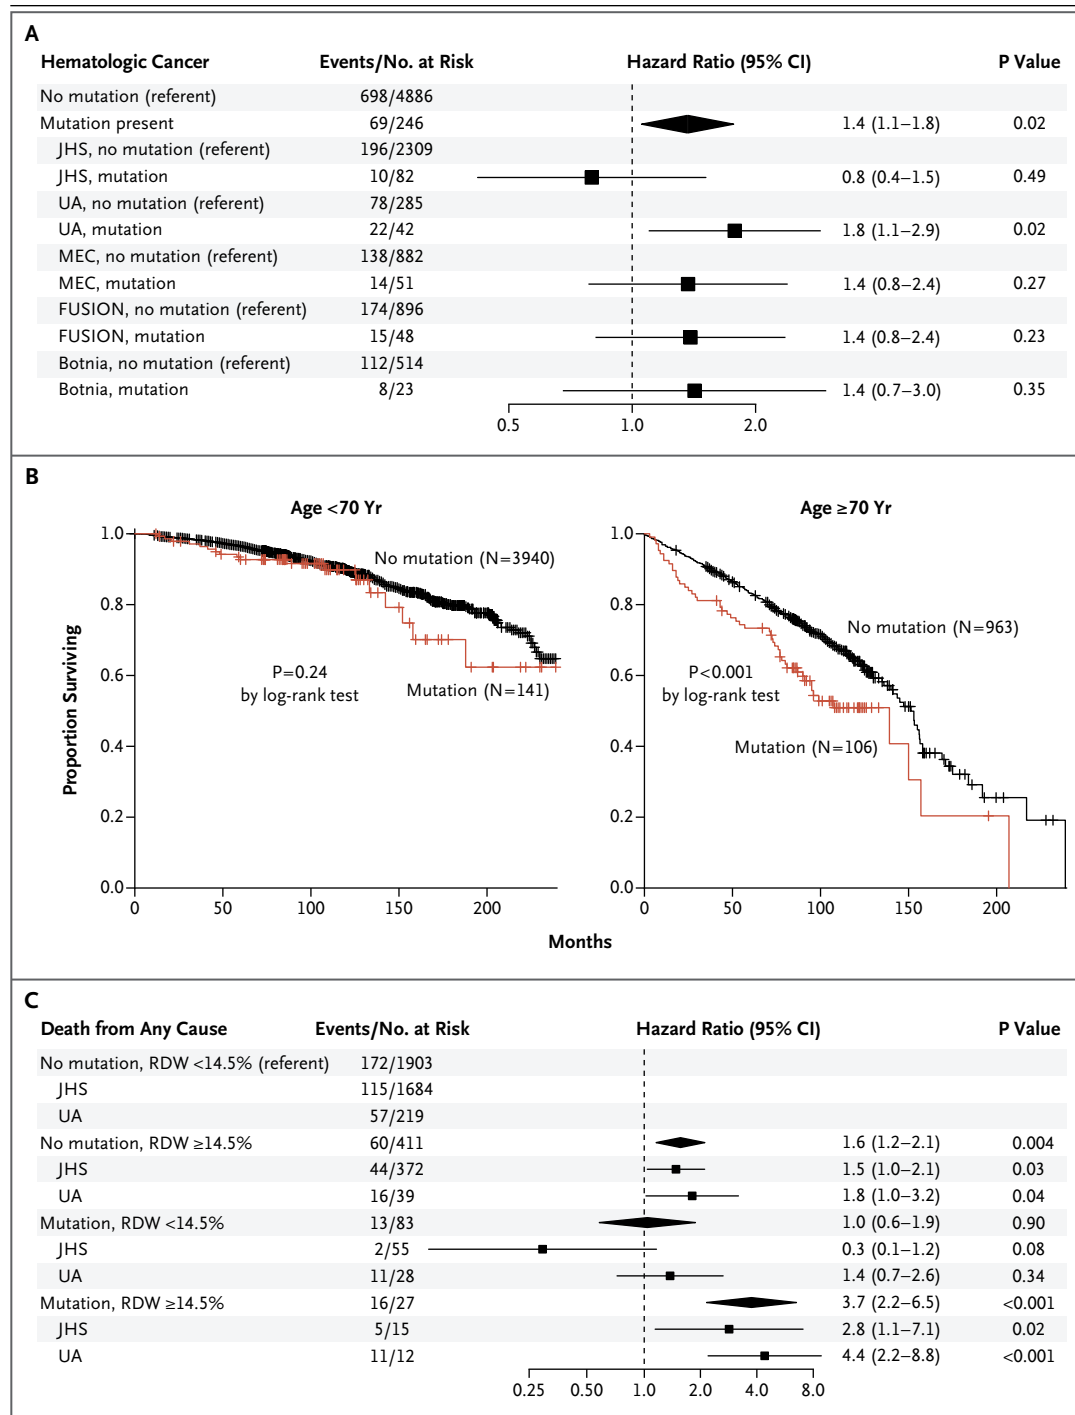 A
Hematologic Cancer Events/No. at Risk Hazard Ratio (95% CI) P Value
No mutation (referent) 698/4886
Mutation present 69/246 1.4 (1.1–1.8) 0.02
JHS, no mutation (referent) 196/2309
JHS, mutation 10/82 0.8 (0.4–1.5) 0.49
UA, no mutation (referent) 78/285
UA, mutation 22/42 1.8 (1.1–2.9) 0.02
MEC, no mutation (referent) 138/882
MEC, mutation 14/51 1.4 (0.8–2.4) 0.27
FUSION, no mutation (referent) 174/896
FUSION, mutation 15/48 1.4 (0.8–2.4) 0.23
Botnia, no mutation (referent) 112/514
Botnia, mutation 8/23 1.4 (0.7–3.0) 0.35
0.5 1.0 2.0
B
Age <70 Yr
Proportion Surviving
1.0
0.8
0.6
0.4
0.2
0.0
No mutation (N=3940)
P=0.24
by log-rank test
Mutation (N=141)
0 50 100 150 200
Age ≥70 Yr
1.0
0.8
0.6
0.4
0.2
0.0
No mutation (N=963)
P<0.001
by log-rank test
Mutation (N=106)
0 50 100 150 200
Months
C
Death from Any Cause Events/No. at Risk Hazard Ratio (95% CI) P Value
No mutation, RDW <14.5% (referent) 172/1903
JHS 115/1684
UA 57/219
No mutation, RDW ≥14.5% 60/411 1.6 (1.2–2.1) 0.004
JHS 44/372 1.5 (1.0–2.1) 0.03
UA 16/39 1.8 (1.0–3.2) 0.04
Mutation, RDW <14.5% 13/83 1.0 (0.6–1.9) 0.90
JHS 2/55 0.3 (0.1–1.2) 0.08
UA 11/28 1.4 (0.7–2.6) 0.34
Mutation, RDW ≥14.5% 16/27 3.7 (2.2–6.5) <0.001
JHS 5/15 2.8 (1.1–7.1) 0.02
UA 11/12 4.4 (2.2–8.8) <0.001
0.25 0.50 1.0 2.0 4.0 8.0